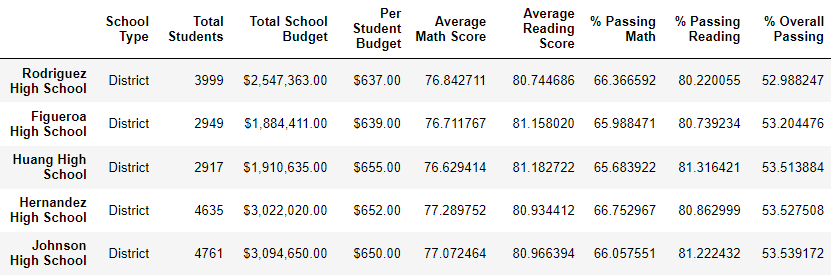 School Type Total Students Total School Budget Per Student Budget Average Math Score Average Reading Score % Passing Math % Passing Reading % Overall Passing
Rodriguez High School District 3999 $2,547,363.00 $637.00 76.842711 80.744686 66.366592 80.220055 52.988247
Figueroa High School District 2949 $1,884,411.00 $639.00 76.711767 81.158020 65.988471 80.739234 53.204476
Huang High School District 2917 $1,910,635.00 $655.00 76.629414 81.182722 65.683922 81.316421 53.513884
Hernandez High School District 4635 $3,022,020.00 $652.00 77.289752 80.934412 66.752967 80.862999 53.527508
Johnson High School District 4761 $3,094,650.00 $650.00 77.072464 80.966394 66.057551 81.222432 53.539172